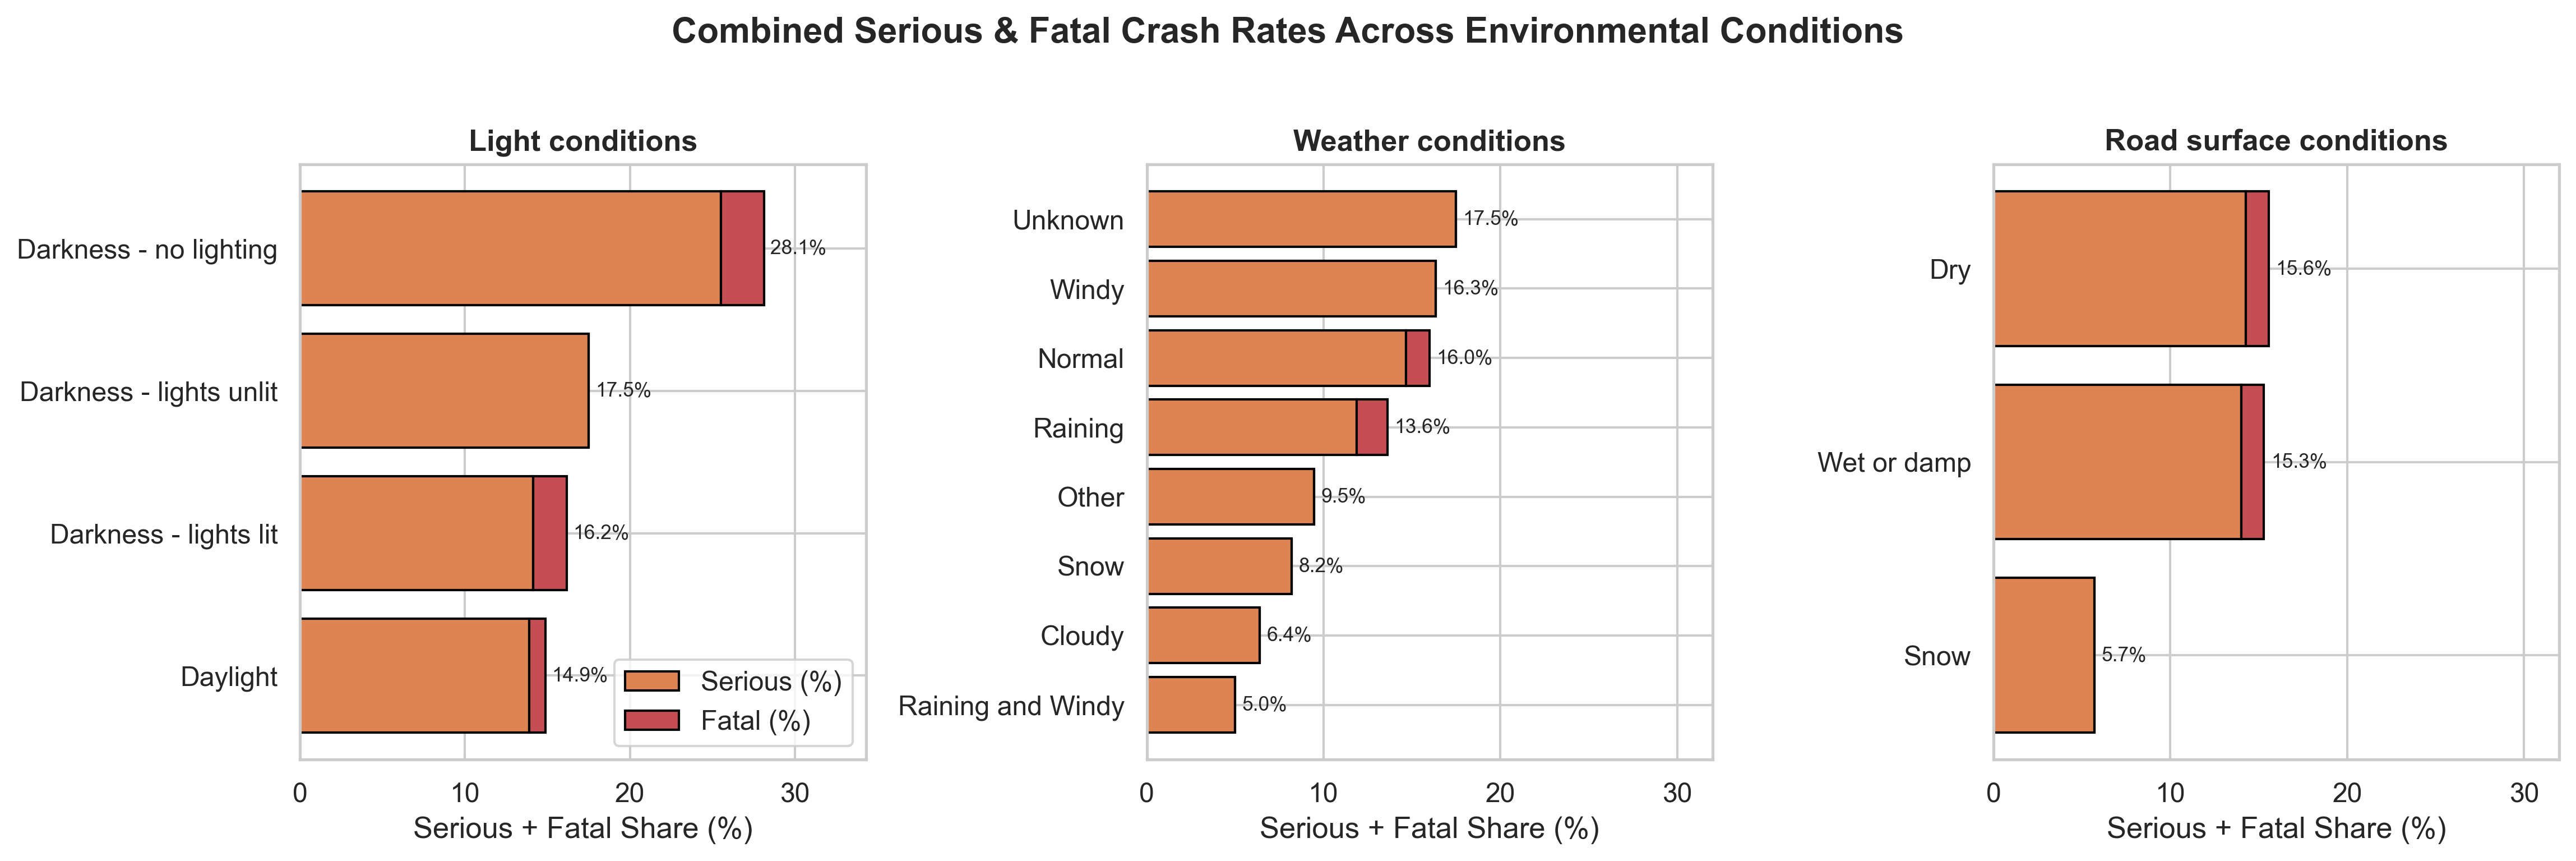 Combined Serious & Fatal Crash Rates Across Environmental Conditions
Light conditions
Darkness - no lighting
28.1%
Darkness - lights unlit
17.5%
Darkness - lights lit
16.2%
Daylight
14.9%
Serious (%)
Fatal (%)
0 10 20 30
Serious + Fatal Share (%)
Weather conditions
Unknown
17.5%
Windy
16.3%
Normal
16.0%
Raining
13.6%
Other
9.5%
Snow
8.2%
Cloudy
6.4%
Raining and Windy
5.0%
0 10 20 30
Serious + Fatal Share (%)
Road surface conditions
Dry
15.6%
Wet or damp
15.3%
Snow
5.7%
0 10 20 30
Serious + Fatal Share (%)